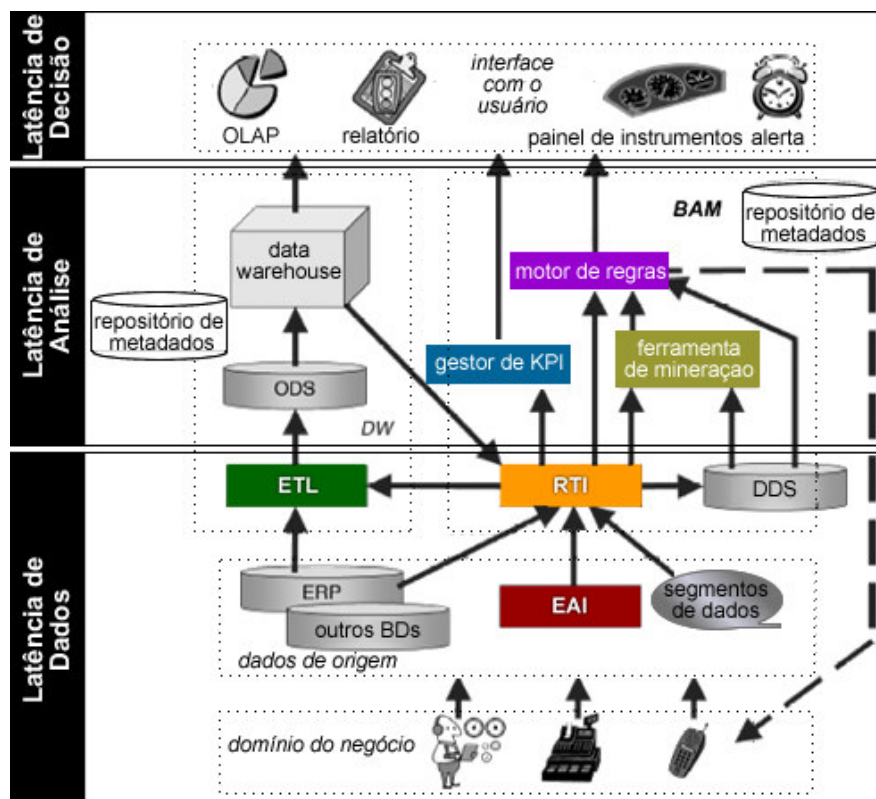 Latência de
Decisão
OLAP
relatório
interface
com o
usuário
painel de instrumentos
alerta
Latência de
Análise
data
warehouse
repositório de
metadados
ODS
DW
BAM
repositório de
metadados
motor de regras
gestor de KPI
ferramenta
de mineraçao
Latência de
Dados
ETL
RTI
DDS
ERP
outros BDs
dados de origem
EAI
segmentos
de dados
domínio do negócio